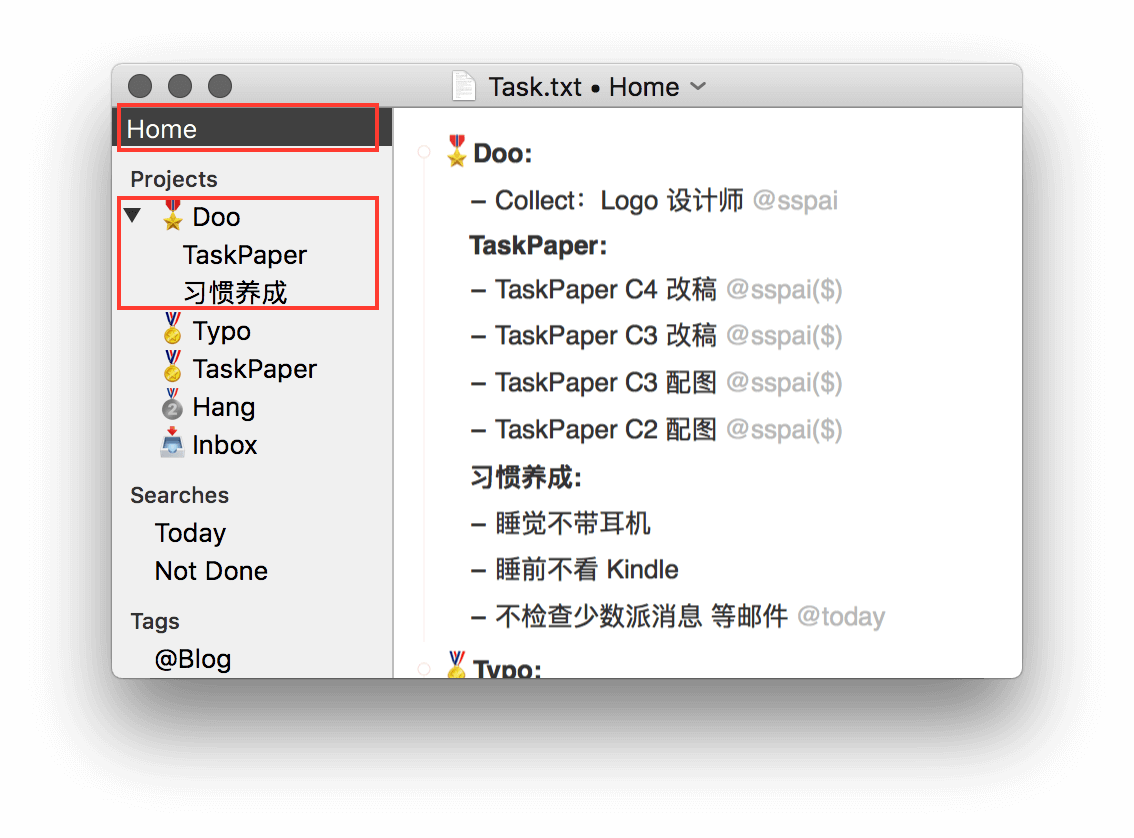 Task.txt • Home
Home
Projects
Doo
TaskPaper
习惯养成
Typo
TaskPaper
Hang
Inbox
Searches
Today
Not Done
Tags
@Blog
Doo:
– Collect：Logo 设计师 @sspai
TaskPaper:
– TaskPaper C4 改稿 @sspai($)
– TaskPaper C3 改稿 @sspai($)
– TaskPaper C3 配图 @sspai($)
– TaskPaper C2 配图 @sspai($)
习惯养成:
– 睡觉不带耳机
– 睡前不看 Kindle
– 不检查少数派消息 等邮件 @today
Typo: